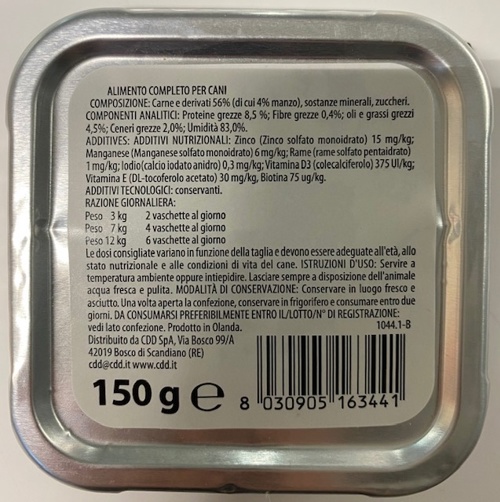 ALIMENTO COMPLETO PER CANI
COMPOSIZIONE: Carne e derivati 56% (di cui 4% manzo), sostanze minerali, zuccheri.
COMPONENTI ANALITICI: Proteine grezze 8,5 %; Fibre grezze 0,4%; oli e grassi grezzi
4,5%; Ceneri grezze 2,0%; Umidità 83,0%.
ADDITIVES: ADDITIVI NUTRIZIONALI: Zinco (Zinco solfato monoidrato) 15 mg/kg;
Manganese (Manganese solfato monoidrato) 6 mg/kg; Rame (rame solfato pentaidrato)
1 mg/kg; Iodio(calcio iodato anidro) 0,3 mg/kg; Vitamina D3 (colecalciferolo) 375 UI/kg;
Vitamina E (DL-tocoferolo acetato) 30 mg/kg, Biotina 75 ug/kg.
ADDITIVI TECNOLOGICI: conservanti.
RAZIONE GIORNALIERA:
Peso 3 kg 2 vaschette al giorno
Peso 7 kg 4 vaschette al giorno
Peso 12 kg 6 vaschette al giorno
Le dosi consigliate variano in funzione della taglia e devono essere adeguate all'età, allo
stato nutrizionale e alle condizioni di vita del cane. ISTRUZIONI D'USO: Servire a
temperatura ambiente oppure intiepidire. Lasciare sempre a disposizione dell'animale
acqua fresca e pulita. MODALITÀ DI CONSERVAZIONE: Conservare in luogo fresco e
asciutto. Una volta aperta la confezione, conservare in frigorifero e consumare entro due
giorni. DA CONSUMARSI PREFERIBILMENTE ENTRO IL/LOTTO/N° DI REGISTRAZIONE:
vedi lato confezione. Prodotto in Olanda. 1044.1-B
Distribuito da CDD SpA, Via Bosco 99/A
42019 Bosco di Scandiano (RE)
cdd@cdd.it www.cdd.it
150 g e
8 030905 163441